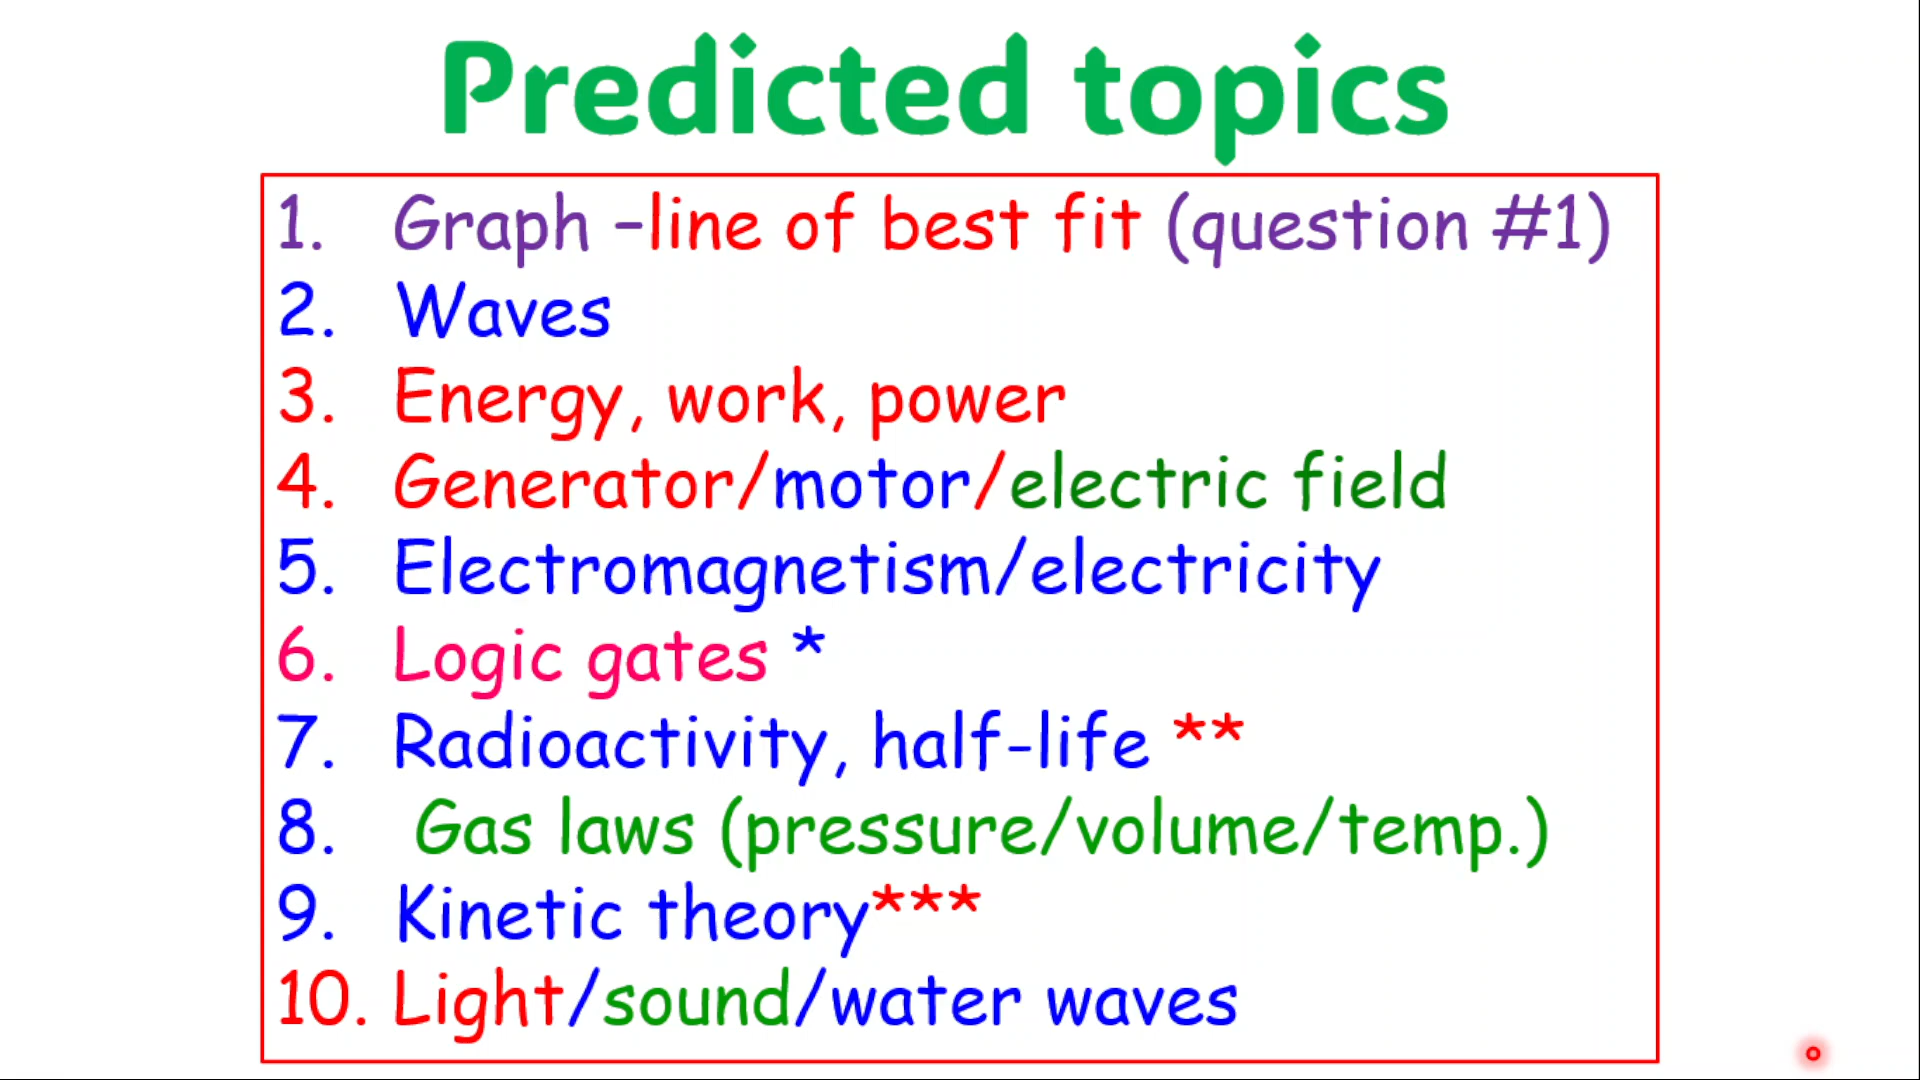 Predicted topics
1. Graph –line of best fit (question #1)
2. Waves
3. Energy, work, power
4. Generator/motor/electric field
5. Electromagnetism/electricity
6. Logic gates *
7. Radioactivity, half-life **
8. Gas laws (pressure/volume/temp.)
9. Kinetic theory***
10. Light/sound/water waves